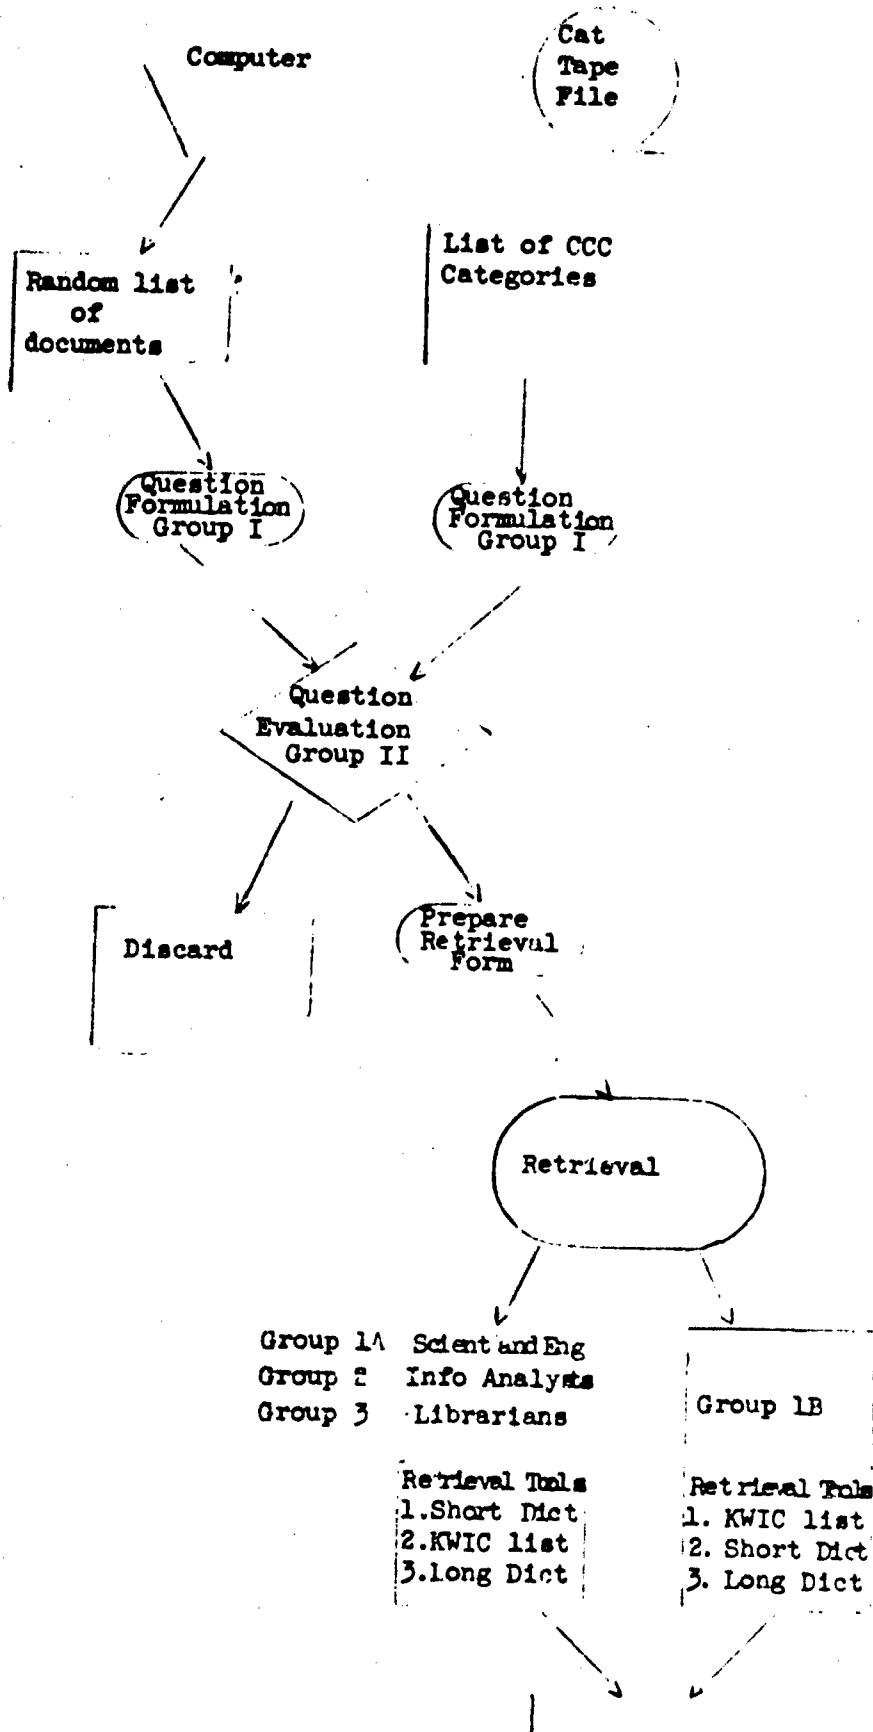 Computer
Cat
Tape
File
List of CCC
Categories
Random list
of
documents
Question
Formulation
Group I
Question
Formulation
Group I
Question
Evaluation
Group II
Discard
Prepare
Retrieval
Form
Retrieval
Group 1A Scient and Eng
Group 2 Info Analysts
Group 3 Librarians
Retrieval Tools
1.Short Dict
2.KWIC list
3.Long Dict
Group 1B
Retrieval Tools
1. KWIC list
2. Short Dict
3. Long Dict